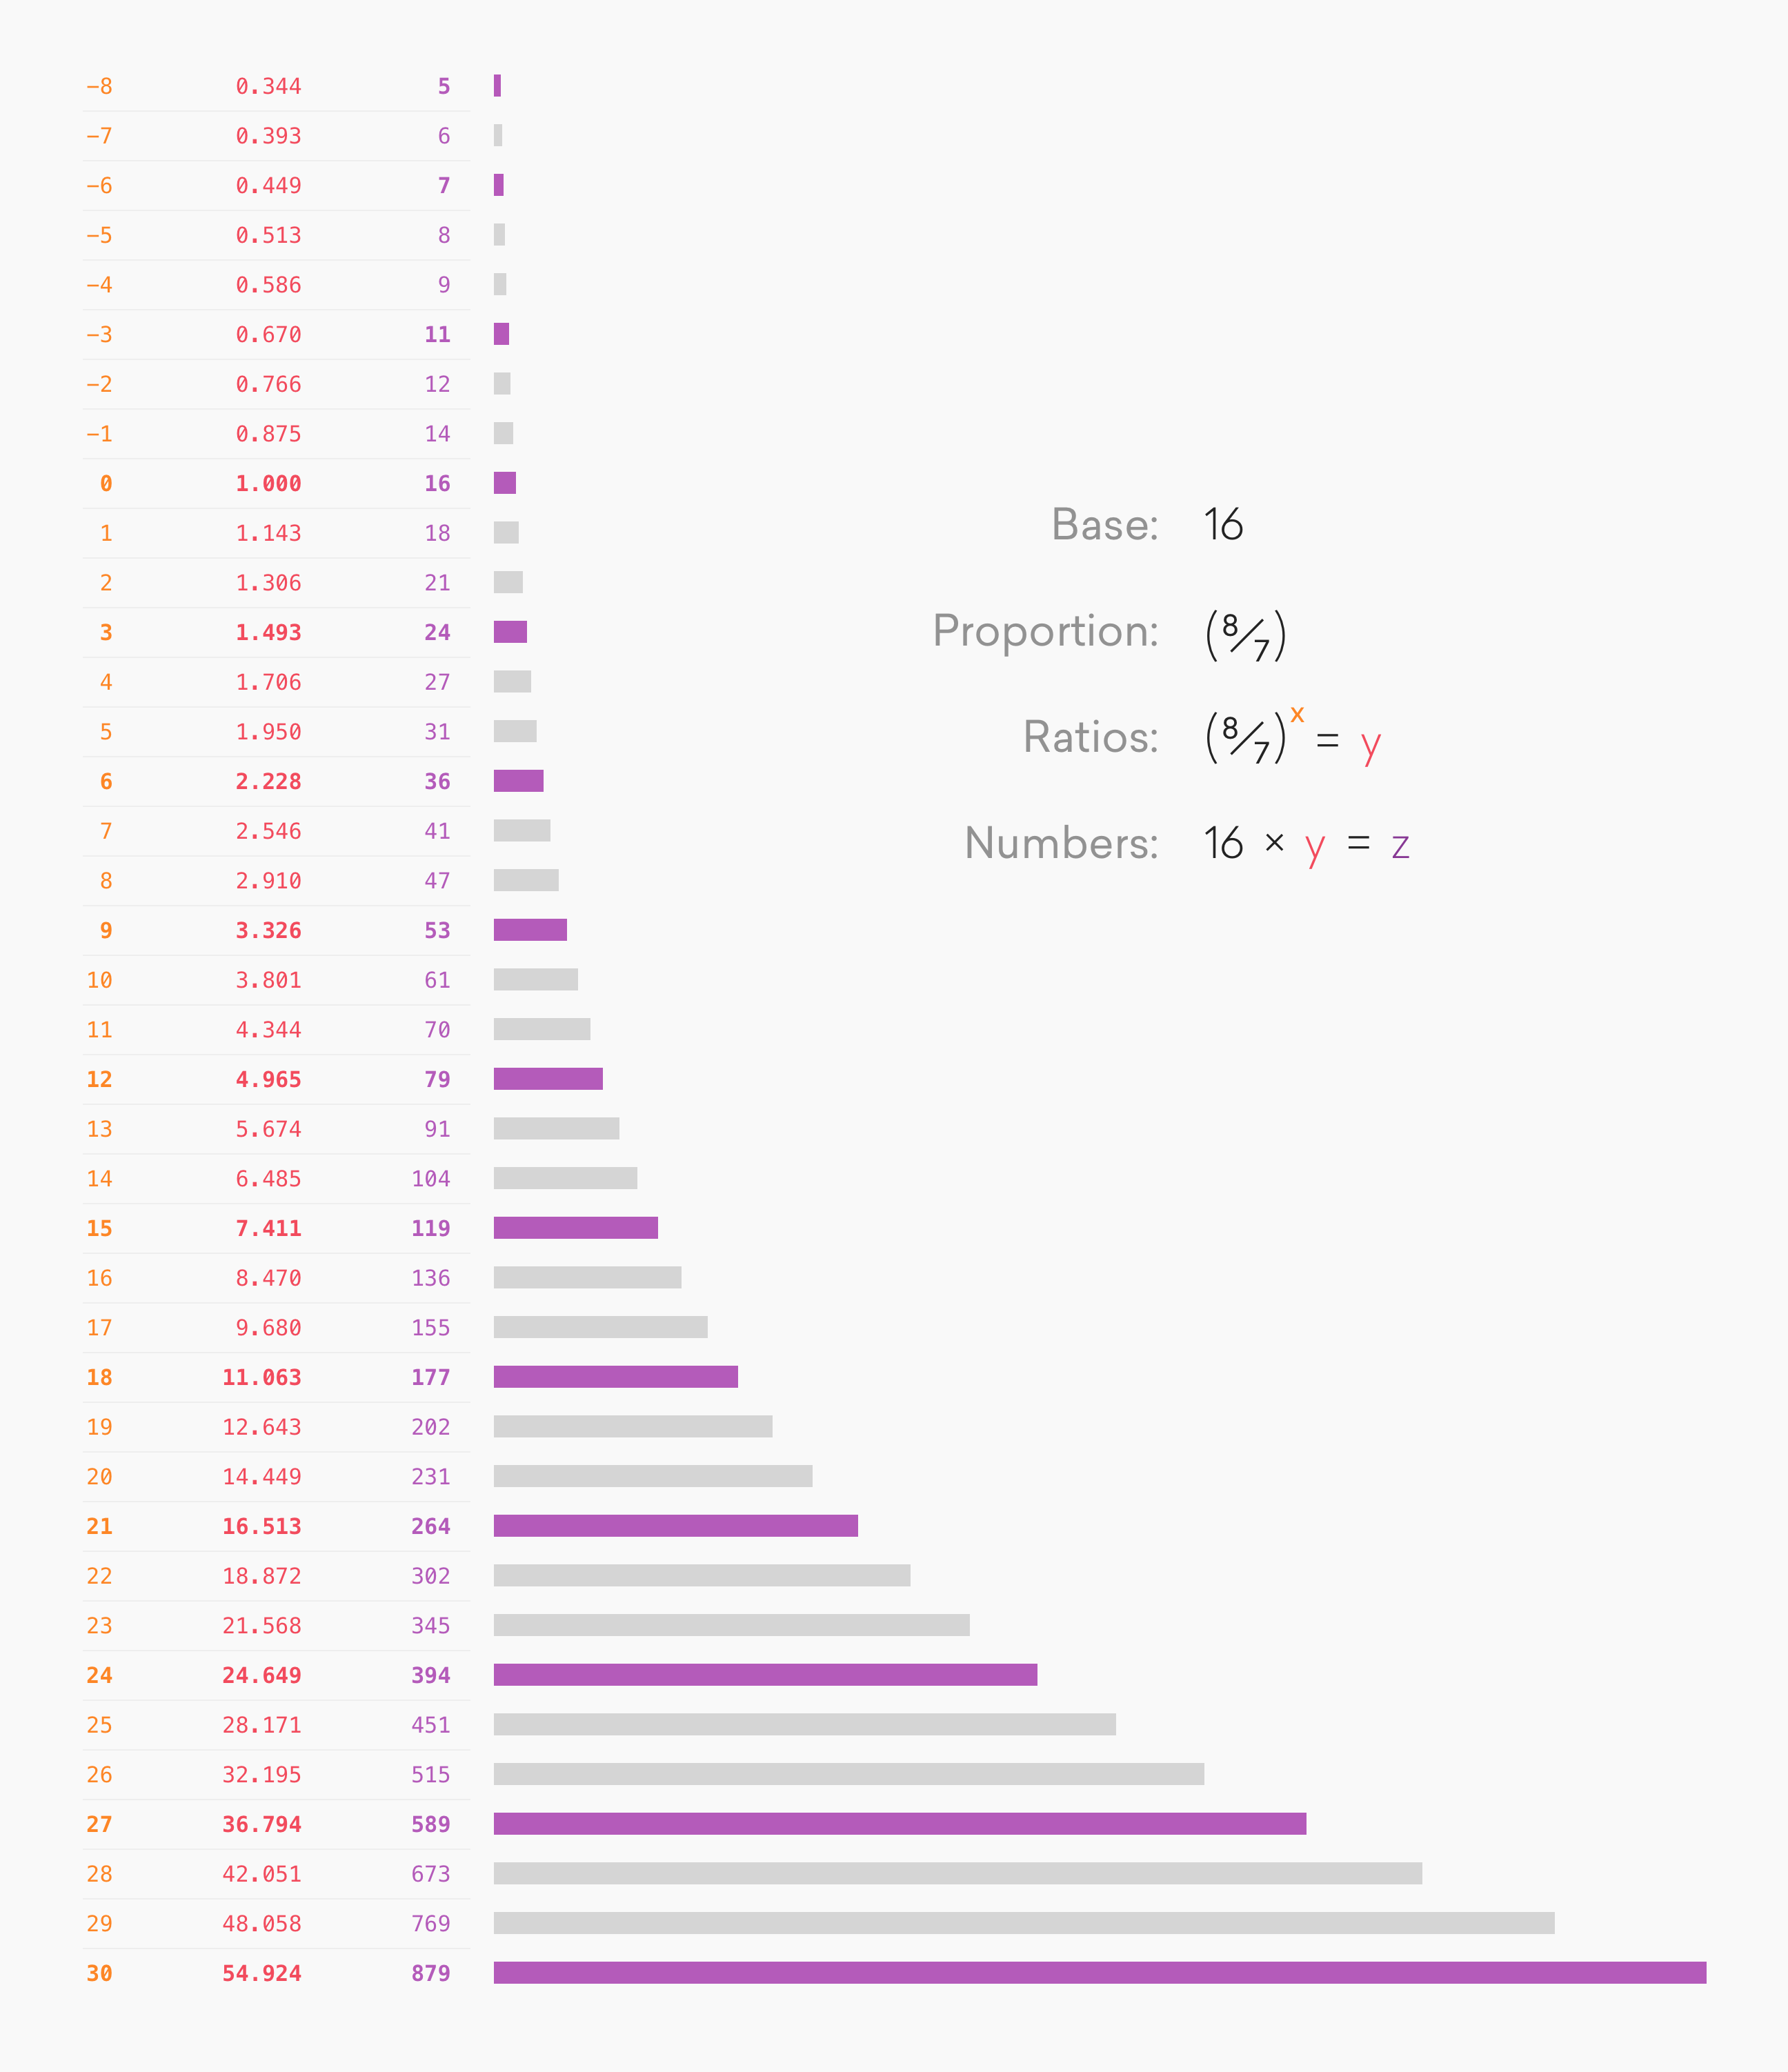 −8 0.344 5
−7 0.393 6
−6 0.449 7
−5 0.513 8
−4 0.586 9
−3 0.670 11
−2 0.766 12
−1 0.875 14
0 1.000 16
1 1.143 18
2 1.306 21
3 1.493 24
4 1.706 27
5 1.950 31
6 2.228 36
7 2.546 41
8 2.910 47
9 3.326 53
10 3.801 61
11 4.344 70
12 4.965 79
13 5.674 91
14 6.485 104
15 7.411 119
16 8.470 136
17 9.680 155
18 11.063 177
19 12.643 202
20 14.449 231
21 16.513 264
22 18.872 302
23 21.568 345
24 24.649 394
25 28.171 451
26 32.195 515
27 36.794 589
28 42.051 673
29 48.058 769
30 54.924 879
Base: 16
Proportion: (8/7)
Ratios: (8/7)ˣ = y
Numbers: 16 × y = z